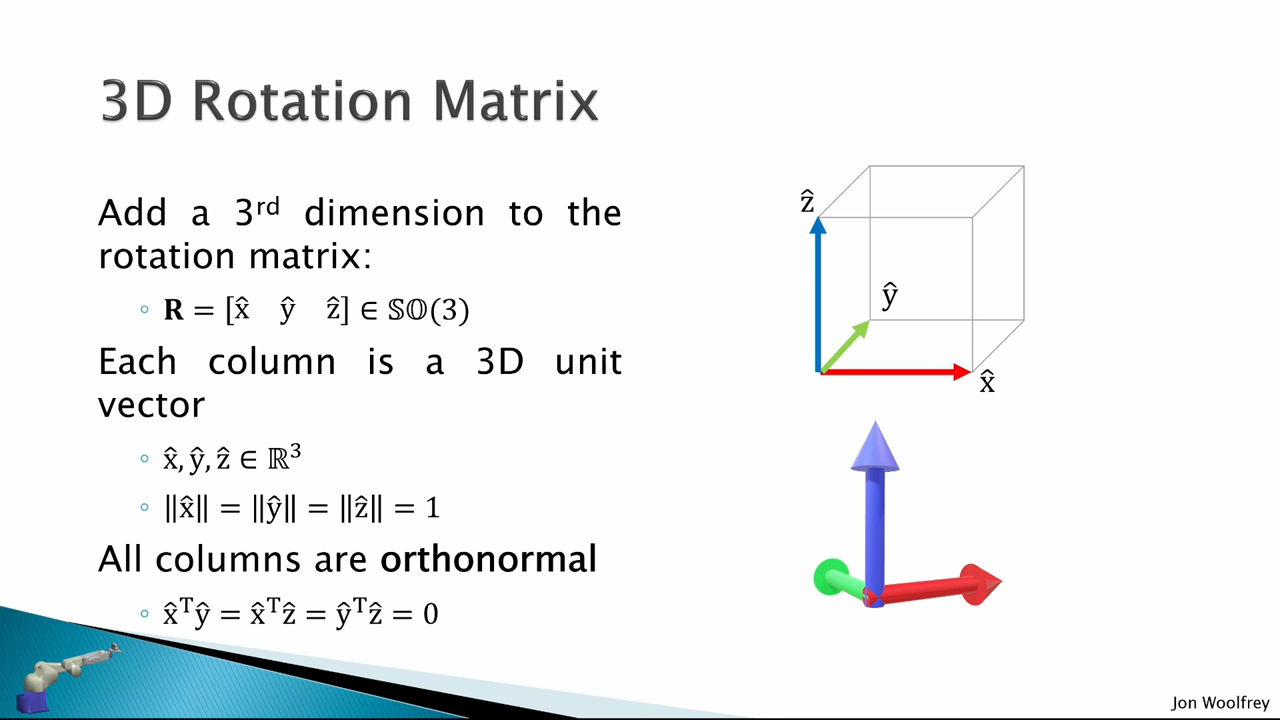 3D Rotation Matrix
Add a 3rd dimension to the
rotation matrix:
◦ 𝐑 = [x̂ ŷ ẑ] ∈ 𝕊𝕆(3)
Each column is a 3D unit
vector
◦ x̂, ŷ, ẑ ∈ ℝ³
◦ ‖x̂‖ = ‖ŷ‖ = ‖ẑ‖ = 1
All columns are orthonormal
◦ x̂ᵀŷ = x̂ᵀẑ = ŷᵀẑ = 0
ẑ
ŷ
x̂
Jon Woolfrey